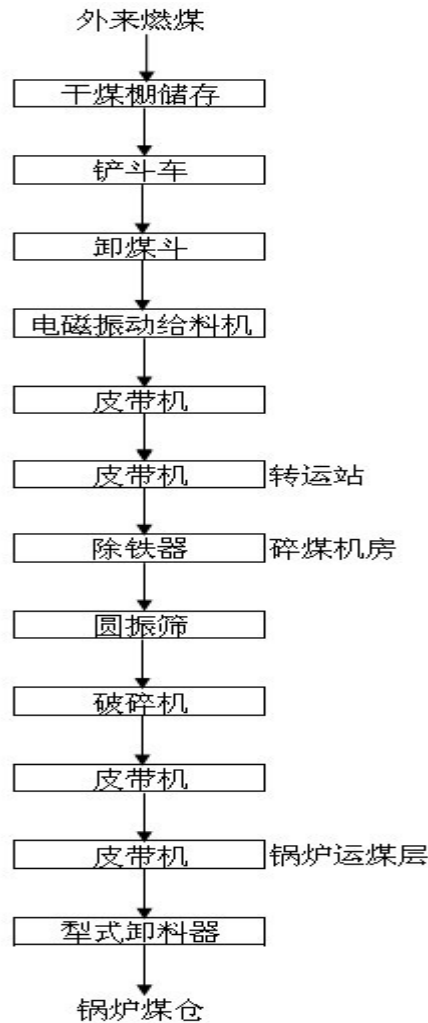 外来燃煤
干煤棚储存
铲斗车
卸煤斗
电磁振动给料机
皮带机
皮带机 转运站
除铁器 碎煤机房
圆振筛
破碎机
皮带机
皮带机 锅炉运煤层
犁式卸料器
锅炉煤仓